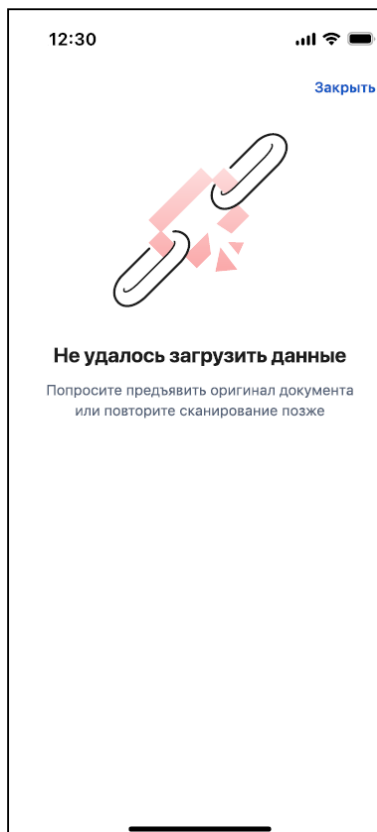 12:30
Закрыть
Не удалось загрузить данные
Попросите предъявить оригинал документа
или повторите сканирование позже